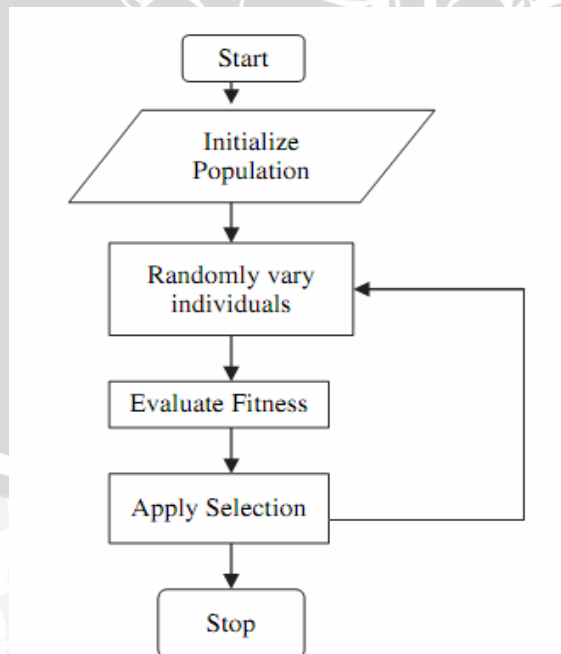 Start
Initialize
Population
Randomly vary
individuals
Evaluate Fitness
Apply Selection
Stop